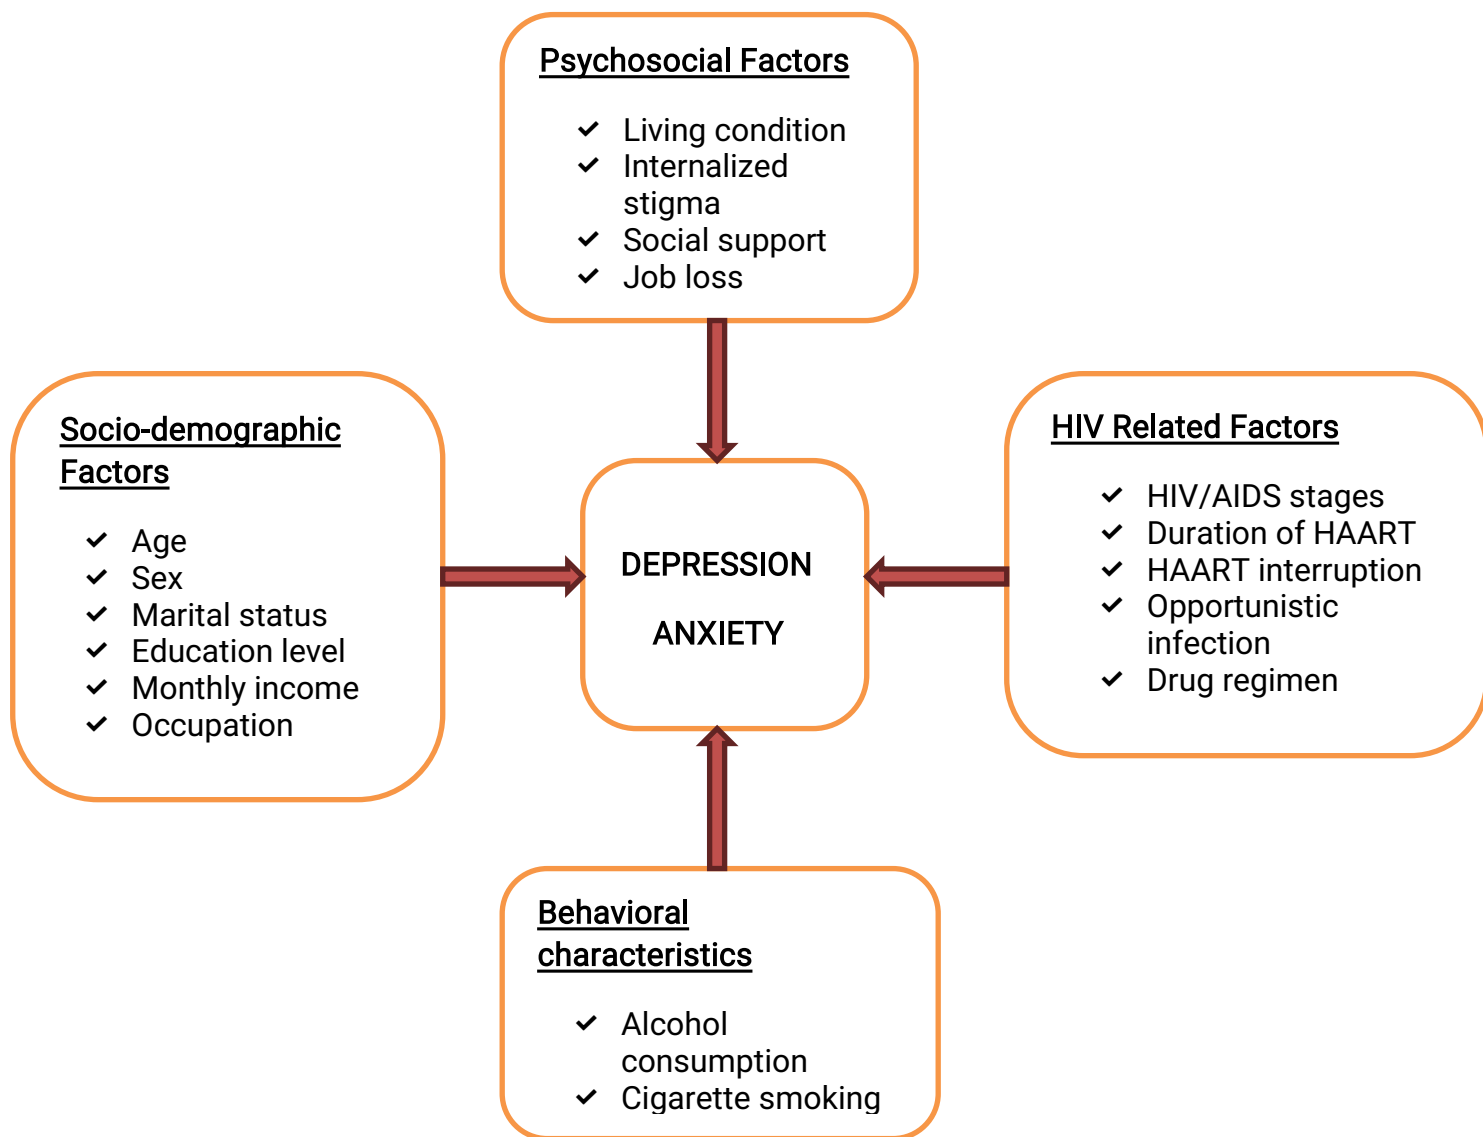 Psychosocial Factors
✓ Living condition
✓ Internalized
stigma
✓ Social support
✓ Job loss
Socio-demographic
Factors
✓ Age
✓ Sex
✓ Marital status
✓ Education level
✓ Monthly income
✓ Occupation
DEPRESSION
ANXIETY
HIV Related Factors
✓ HIV/AIDS stages
✓ Duration of HAART
✓ HAART interruption
✓ Opportunistic
infection
✓ Drug regimen
Behavioral
characteristics
✓ Alcohol
consumption
✓ Cigarette smoking